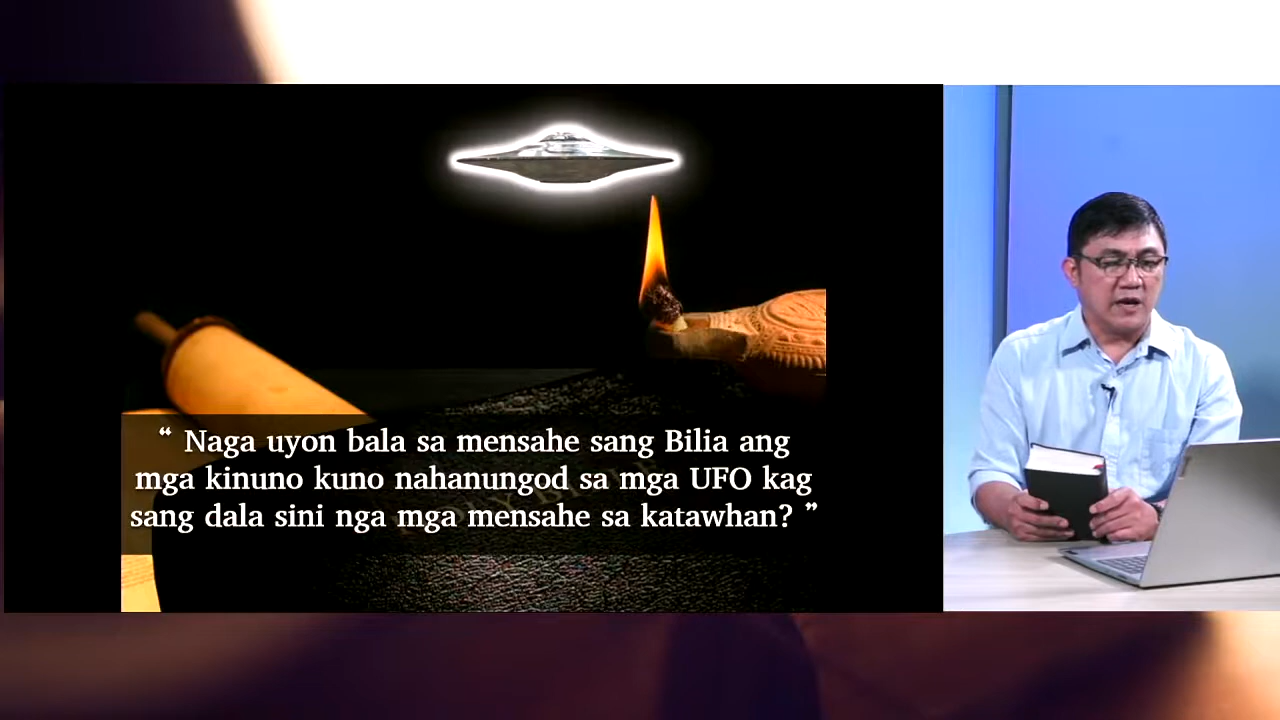 “ Naga uyon bala sa mensahe sang Bilia ang
mga kinuno kuno nahanungod sa mga UFO kag
sang dala sini nga mga mensahe sa katawhan? ”